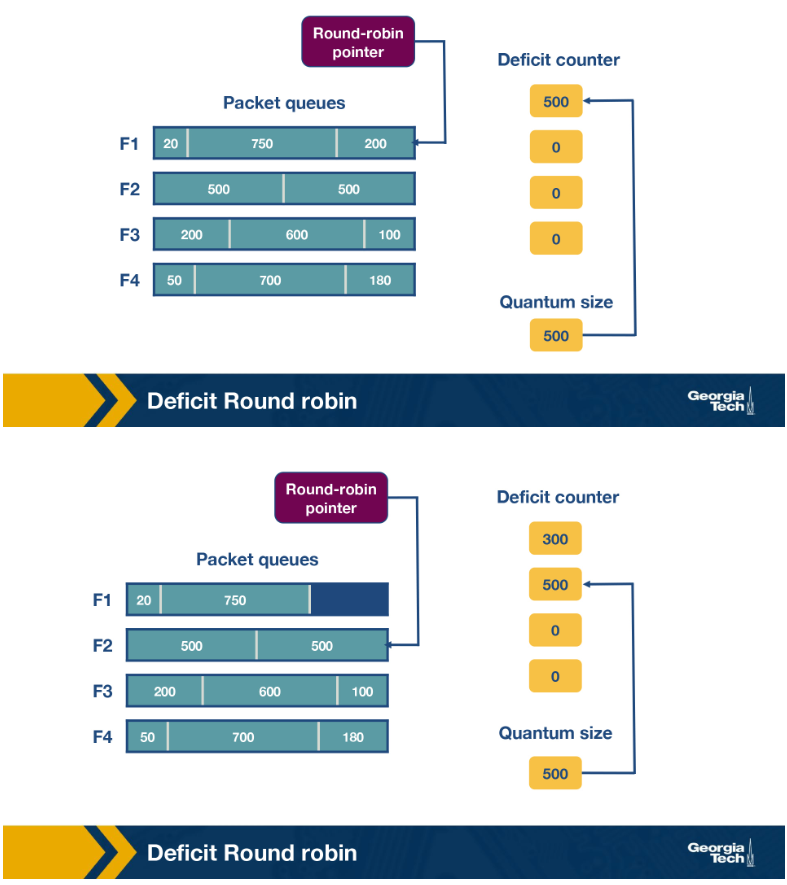 Round-robin
pointer
Deficit counter
500
Packet queues
F1 20 750 200
0
F2 500 500
0
F3 200 600 100
0
F4 50 700 180
Quantum size
500
Deficit Round robin
Georgia
Tech
Round-robin
pointer
Deficit counter
300
Packet queues
500
F1 20 750
0
F2 500 500
0
F3 200 600 100
F4 50 700 180
Quantum size
500
Deficit Round robin
Georgia
Tech